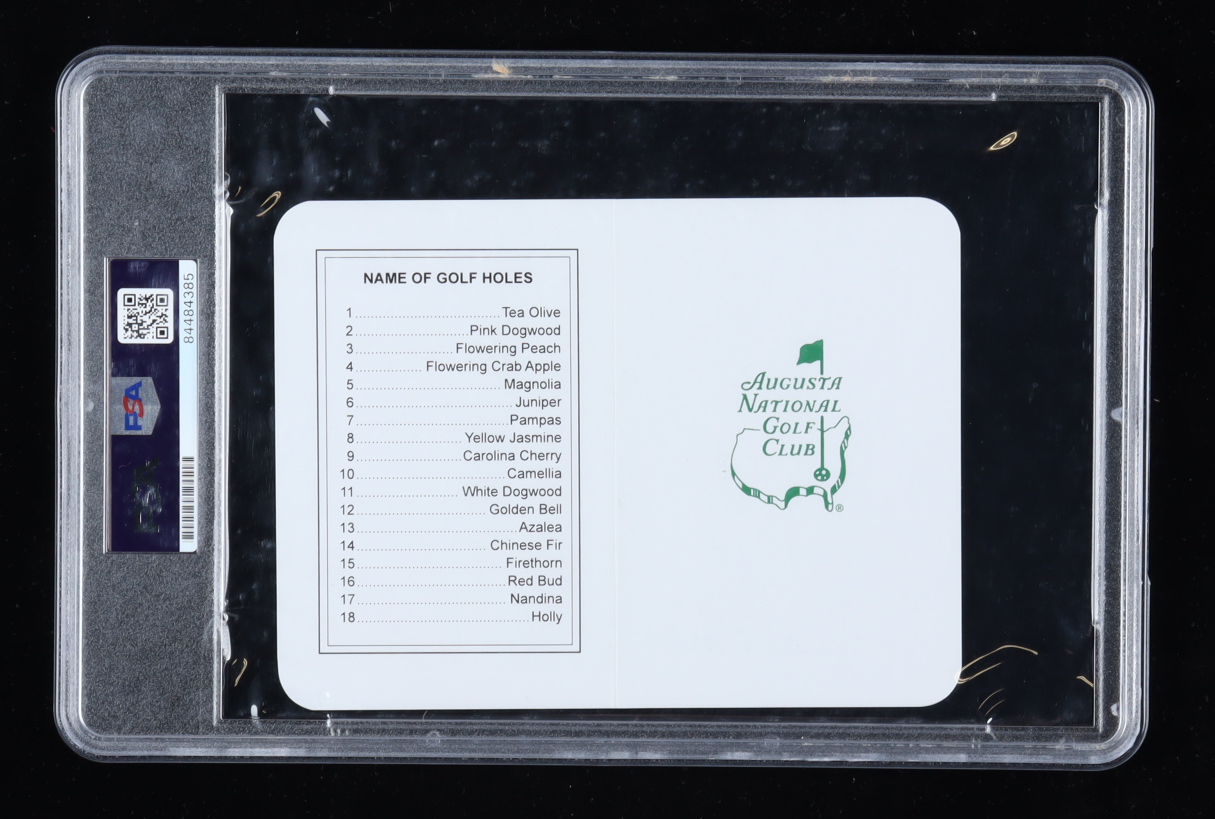 84484385
PSA
PSA
NAME OF GOLF HOLES
1 Tea Olive
2 Pink Dogwood
3 Flowering Peach
4 Flowering Crab Apple
5 Magnolia
6 Juniper
7 Pampas
8 Yellow Jasmine
9 Carolina Cherry
10 Camellia
11 White Dogwood
12 Golden Bell
13 Azalea
14 Chinese Fir
15 Firethorn
16 Red Bud
17 Nandina
18 Holly
AUGUSTA
NATIONAL
GOLF
CLUB
®